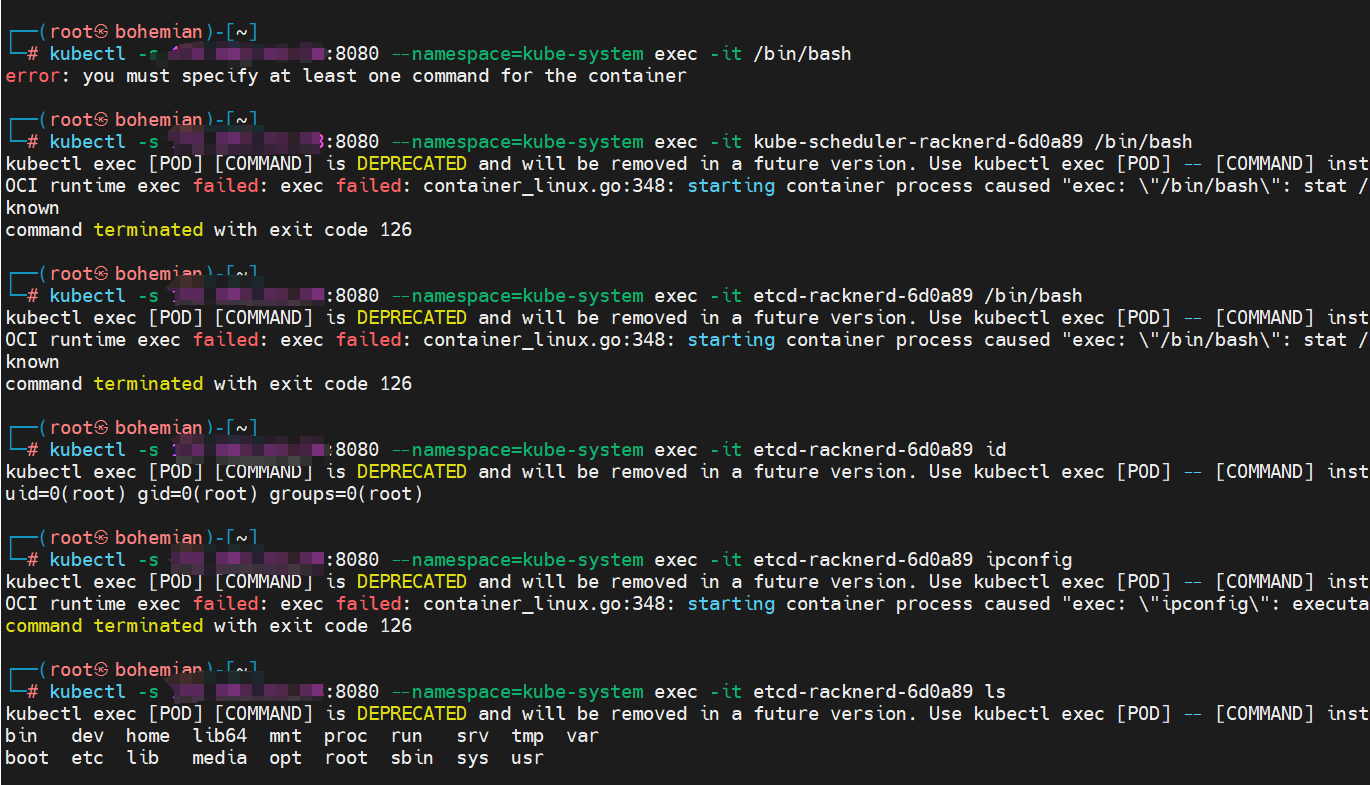 ┌──(root㉿bohemian)-[~]
└─# kubectl -s :8080 --namespace=kube-system exec -it /bin/bash
error: you must specify at least one command for the container
┌──(root㉿bohemian)-[~]
└─# kubectl -s :8080 --namespace=kube-system exec -it kube-scheduler-racknerd-6d0a89 /bin/bash
kubectl exec [POD] [COMMAND] is DEPRECATED and will be removed in a future version. Use kubectl exec [POD] -- [COMMAND] inst
OCI runtime exec failed: exec failed: container_linux.go:348: starting container process caused "exec: \"/bin/bash\": stat /
known
command terminated with exit code 126
┌──(root㉿bohemian)-[~]
└─# kubectl -s :8080 --namespace=kube-system exec -it etcd-racknerd-6d0a89 /bin/bash
kubectl exec [POD] [COMMAND] is DEPRECATED and will be removed in a future version. Use kubectl exec [POD] -- [COMMAND] inst
OCI runtime exec failed: exec failed: container_linux.go:348: starting container process caused "exec: \"/bin/bash\": stat /
known
command terminated with exit code 126
┌──(root㉿bohemian)-[~]
└─# kubectl -s :8080 --namespace=kube-system exec -it etcd-racknerd-6d0a89 id
kubectl exec [POD] [COMMAND] is DEPRECATED and will be removed in a future version. Use kubectl exec [POD] -- [COMMAND] inst
uid=0(root) gid=0(root) groups=0(root)
┌──(root㉿bohemian)-[~]
└─# kubectl -s :8080 --namespace=kube-system exec -it etcd-racknerd-6d0a89 ipconfig
kubectl exec [POD] [COMMAND] is DEPRECATED and will be removed in a future version. Use kubectl exec [POD] -- [COMMAND] inst
OCI runtime exec failed: exec failed: container_linux.go:348: starting container process caused "exec: \"ipconfig\": executa
command terminated with exit code 126
┌──(root㉿bohemian)-[~]
└─# kubectl -s :8080 --namespace=kube-system exec -it etcd-racknerd-6d0a89 ls
kubectl exec [POD] [COMMAND] is DEPRECATED and will be removed in a future version. Use kubectl exec [POD] -- [COMMAND] inst
bin dev home lib64 mnt proc run srv tmp var
boot etc lib media opt root sbin sys usr